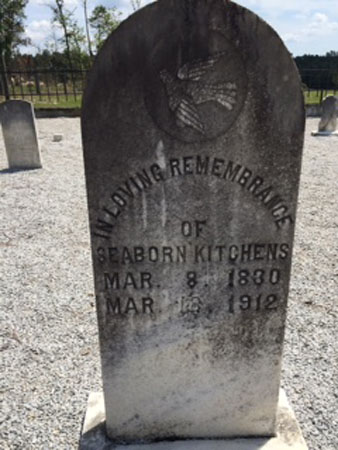 IN LOVING REMEMBRANCE
OF
SEABORN KITCHENS
MAR. 8, 1830
MAR. , 1912